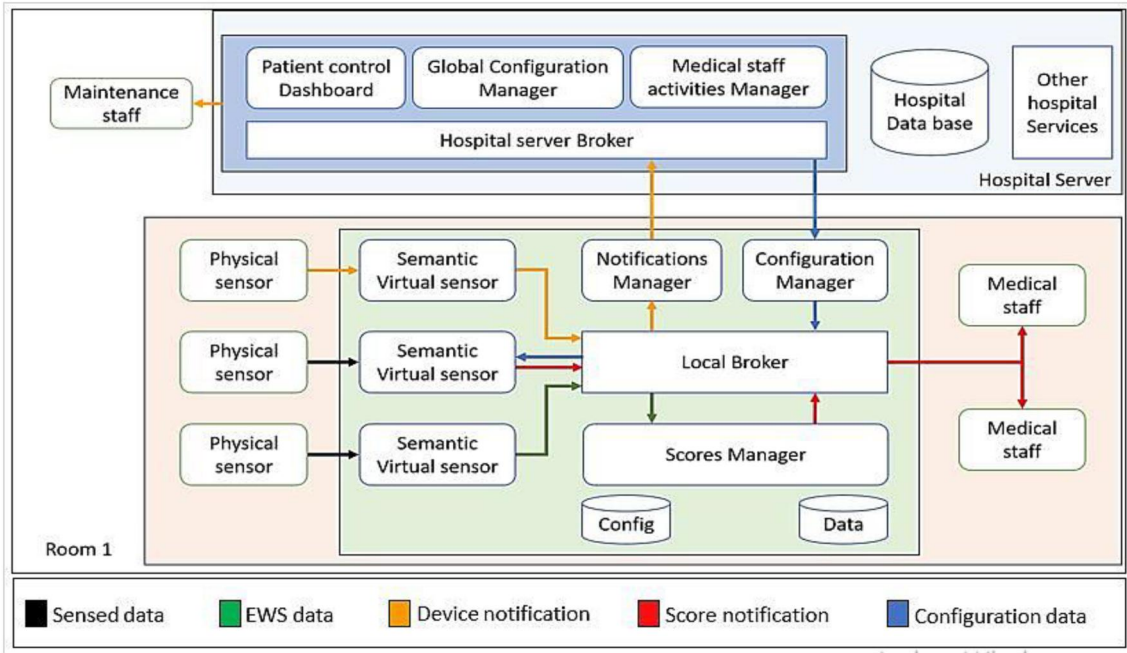 Patient control
Dashboard
Global Configuration
Manager
Medical staff
activities Manager
Maintenance
staff
Hospital
Data base
Other
hospital
Services
Hospital server Broker
Hospital Server
Physical
sensor
Semantic
Virtual sensor
Notifications
Manager
Configuration
Manager
Medical
staff
Physical
sensor
Semantic
Virtual sensor
Local Broker
Physical
sensor
Semantic
Virtual sensor
Scores Manager
Medical
staff
Config
Data
Room 1
Sensed data
EWS data
Device notification
Score notification
Configuration data